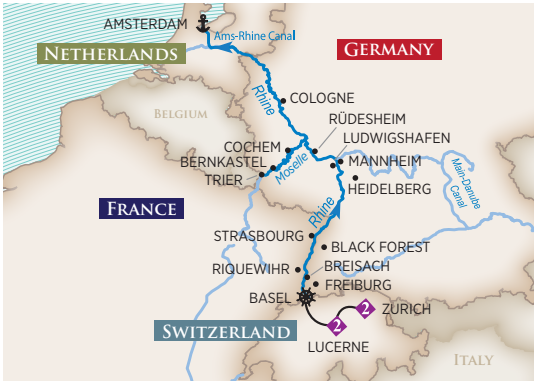 AMSTERDAM
Ams-Rhine Canal
NETHERLANDS
GERMANY
Rhine
COLOGNE
BELGIUM
RÜDESHEIM
COCHEM
LUDWIGSHAFEN
BERNKASTEL
MANNHEIM
TRIER
Moselle
HEIDELBERG
Main-Danube
Canal
FRANCE
Rhine
STRASBOURG
BLACK FOREST
RIQUEWIHR
BREISACH
FREIBURG
BASEL
2
ZURICH
SWITZERLAND
2
LUCERNE
ITALY